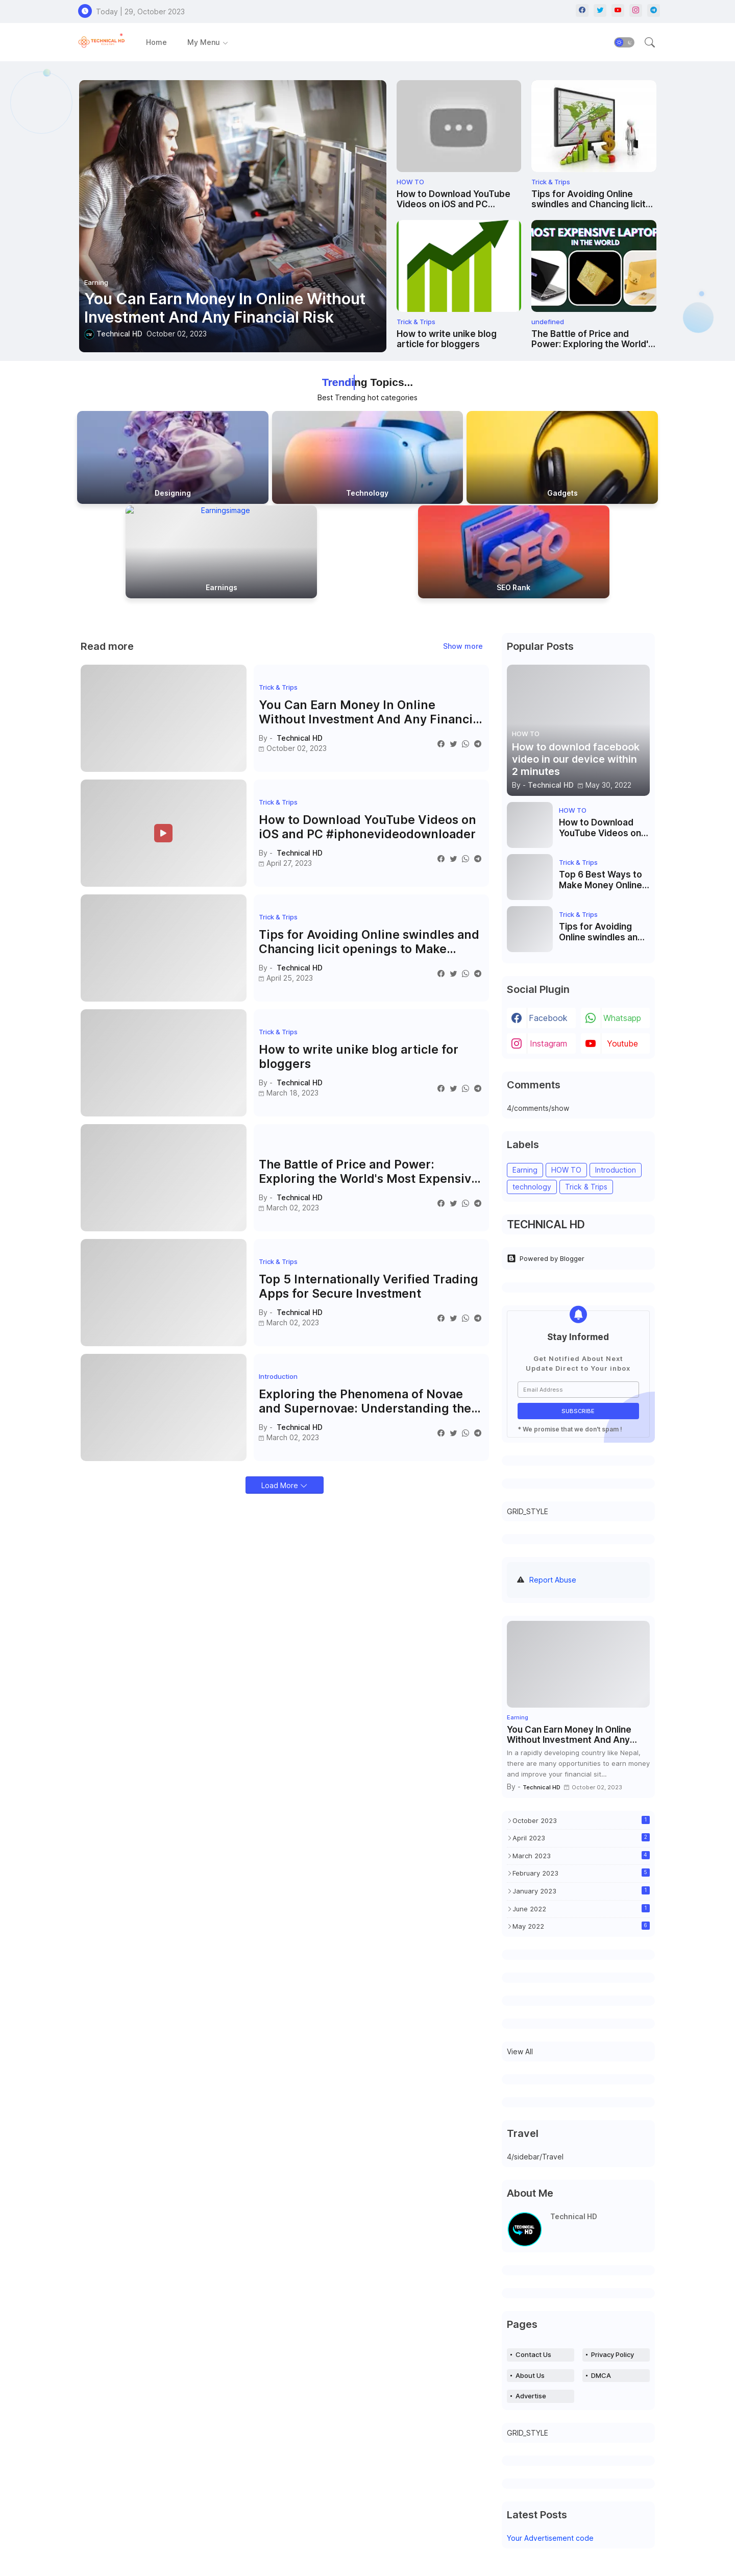 Today | 29, October 2023
TECHNICAL HD
Home
My Menu
Earning
You Can Earn Money In Online Without
Investment And Any Financial Risk
Technical HD October 02, 2023
HOW TO
How to Download YouTube
Videos on iOS and PC...
Trick & Trips
Tips for Avoiding Online
swindles and Chancing licit...
Trick & Trips
How to write unike blog
article for bloggers
MOST EXPENSIVE LAPTOP
IN THE WORLD
undefined
The Battle of Price and
Power: Exploring the World'...
Trending Topics...
Best Trending hot categories
Designing
Technology
Gadgets
Earningsimage
Earnings
SEO
SEO Rank
Read more
Show more
Trick & Trips
You Can Earn Money In Online
Without Investment And Any Financi...
By - Technical HD
October 02, 2023
Trick & Trips
How to Download YouTube Videos on
iOS and PC #iphonevideodownloader
By - Technical HD
April 27, 2023
Trick & Trips
Tips for Avoiding Online swindles and
Chancing licit openings to Make...
By - Technical HD
April 25, 2023
Trick & Trips
How to write unike blog article for
bloggers
By - Technical HD
March 18, 2023
The Battle of Price and Power:
Exploring the World's Most Expensiv...
By - Technical HD
March 02, 2023
Trick & Trips
Top 5 Internationally Verified Trading
Apps for Secure Investment
By - Technical HD
March 02, 2023
Introduction
Exploring the Phenomena of Novae
and Supernovae: Understanding the...
By - Technical HD
March 02, 2023
Load More
Popular Posts
HOW TO
How to downlod facebook
video in our device within
2 minutes
By - Technical HD May 30, 2022
HOW TO
How to Download
YouTube Videos on...
Trick & Trips
Top 6 Best Ways to
Make Money Online...
Trick & Trips
Tips for Avoiding
Online swindles an...
Social Plugin
Facebook
Whatsapp
Instagram
Youtube
Comments
4/comments/show
Labels
Earning
HOW TO
Introduction
technology
Trick & Trips
TECHNICAL HD
Powered by Blogger
Stay Informed
Get Notified About Next
Update Direct to Your inbox
Email Address
SUBSCRIBE
* We promise that we don't spam !
GRID_STYLE
Report Abuse
Earning
You Can Earn Money In Online
Without Investment And Any...
In a rapidly developing country like Nepal,
there are many opportunities to earn money
and improve your financial sit...
By - Technical HD October 02, 2023
October 2023 1
April 2023 2
March 2023 4
February 2023 5
January 2023 1
June 2022 1
May 2022 6
View All
Travel
4/sidebar/Travel
About Me
TECHNICAL
HD
Technical HD
Pages
• Contact Us
• Privacy Policy
• About Us
• DMCA
• Advertise
GRID_STYLE
Latest Posts
Your Advertisement code